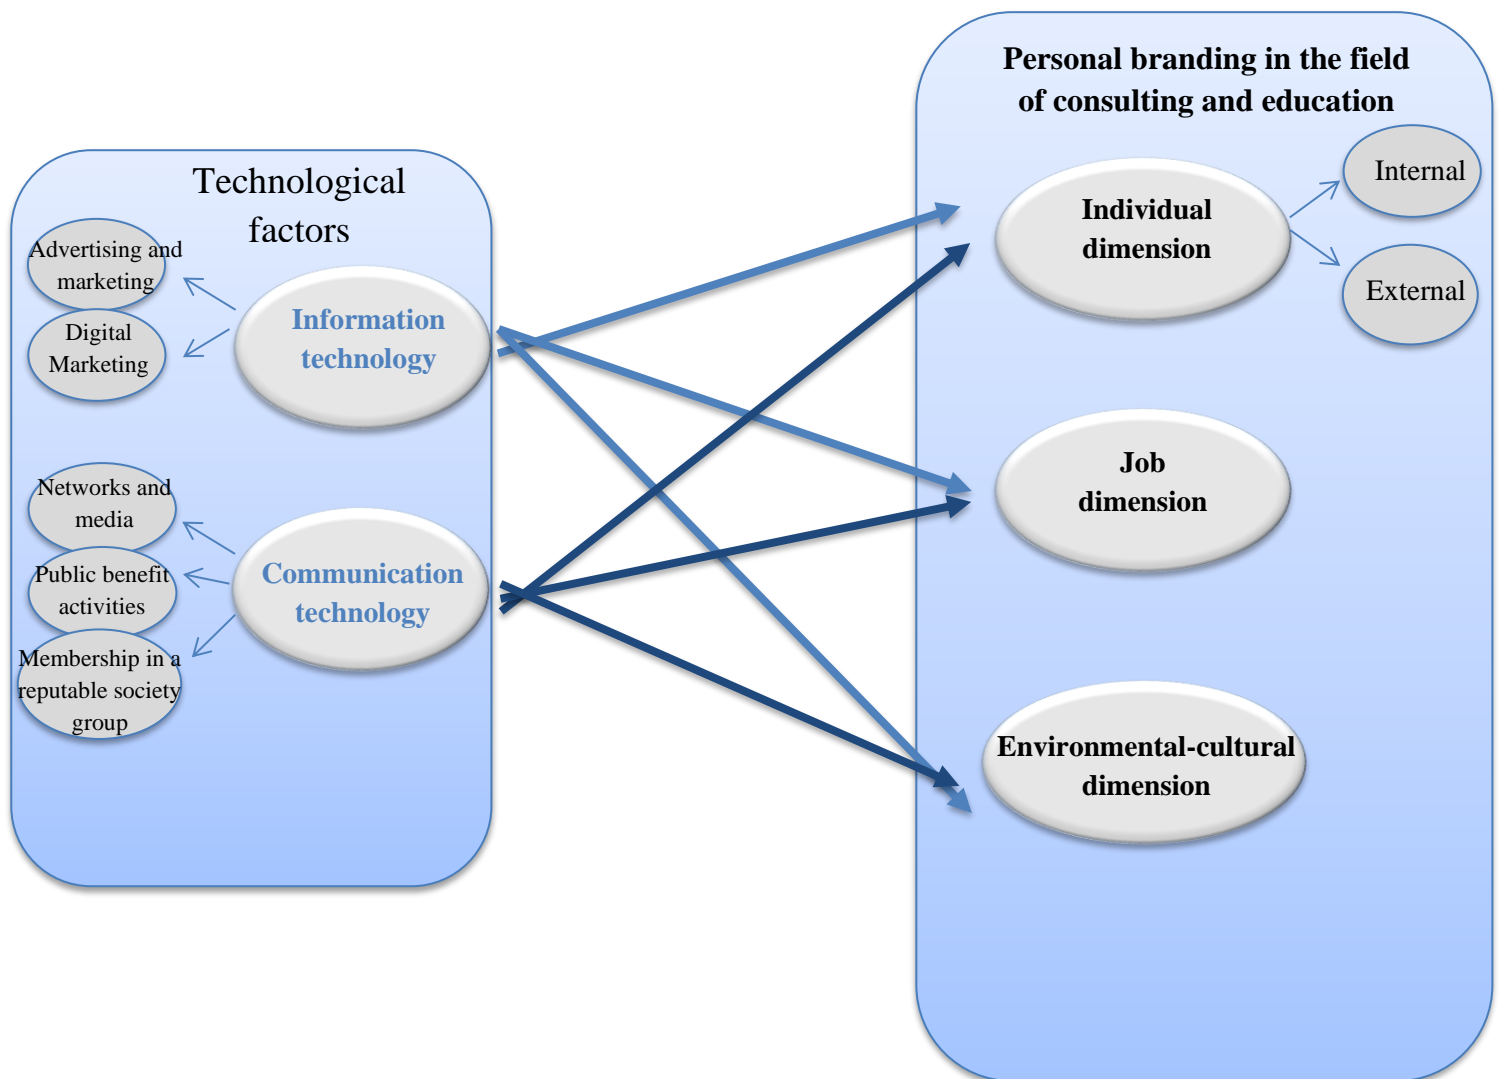 Technological
factors
Advertising and
marketing
Digital
Marketing
Information
technology
Networks and
media
Public benefit
activities
Membership in a
reputable society
group
Communication
technology
Personal branding in the field
of consulting and education
Individual
dimension
Internal
External
Job
dimension
Environmental-cultural
dimension